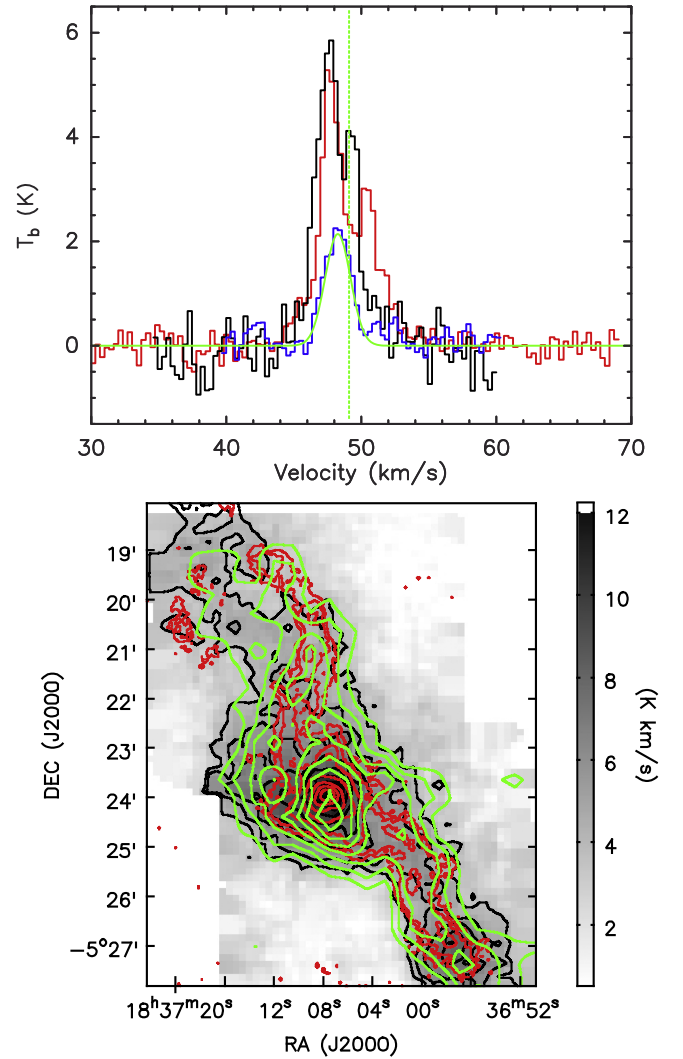 6
4
2
0
T_b (K)
30 40 50 60 70
Velocity (km/s)
19'
20'
21'
22'
23'
24'
25'
26'
−5°27'
DEC (J2000)
18ʰ37ᵐ20ˢ 12ˢ 08ˢ 04ˢ 00ˢ 36ᵐ52ˢ
RA (J2000)
12
10
8
6
4
2
(K km/s)